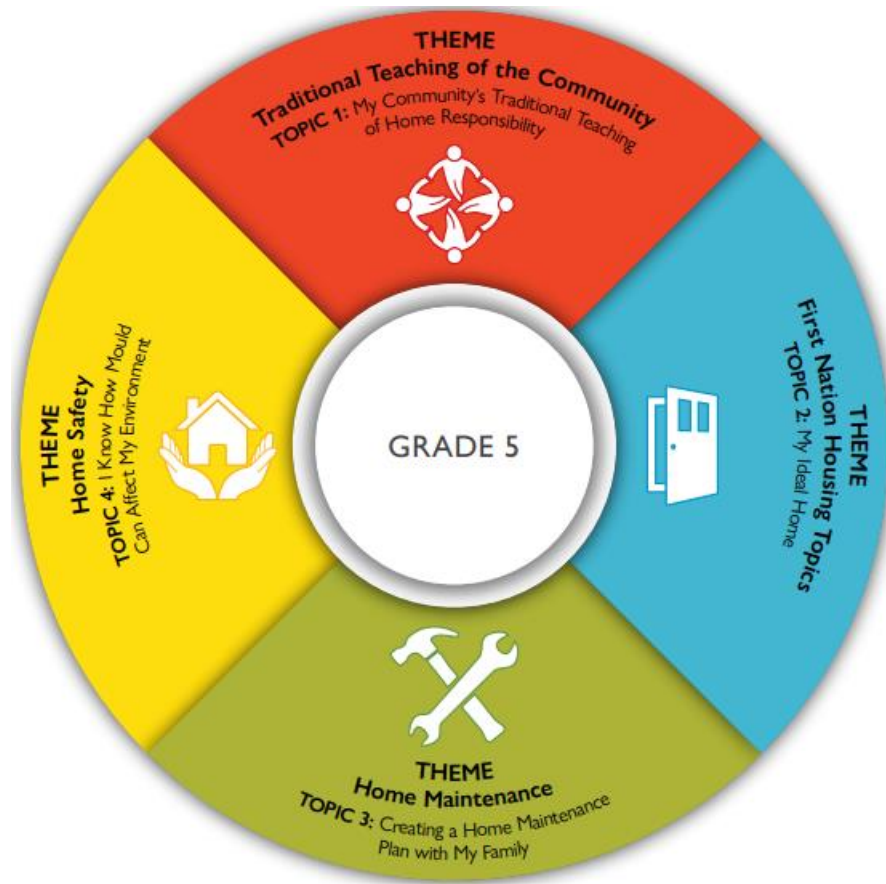 THEME
Traditional Teaching of the Community
TOPIC 1: My Community's Traditional Teaching
of Home Responsibility
THEME
First Nation Housing Topics
TOPIC 2: My Ideal Home
THEME
Home Maintenance
TOPIC 3: Creating a Home Maintenance
Plan with My Family
THEME
Home Safety
TOPIC 4: I Know How Mould
Can Affect My Environment
GRADE 5